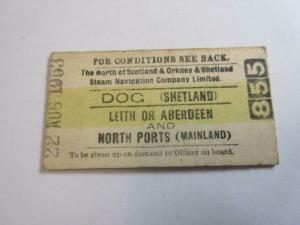 FOR CONDITIONS SEE BACK.
The North of Scotland & Orkney & Shetland
Steam Navigation Company Limited.
DOG (SHETLAND)
LEITH OR ABERDEEN
AND
NORTH PORTS (MAINLAND)
To be given up on demand to Officer on board.
22 AUG 1953
855